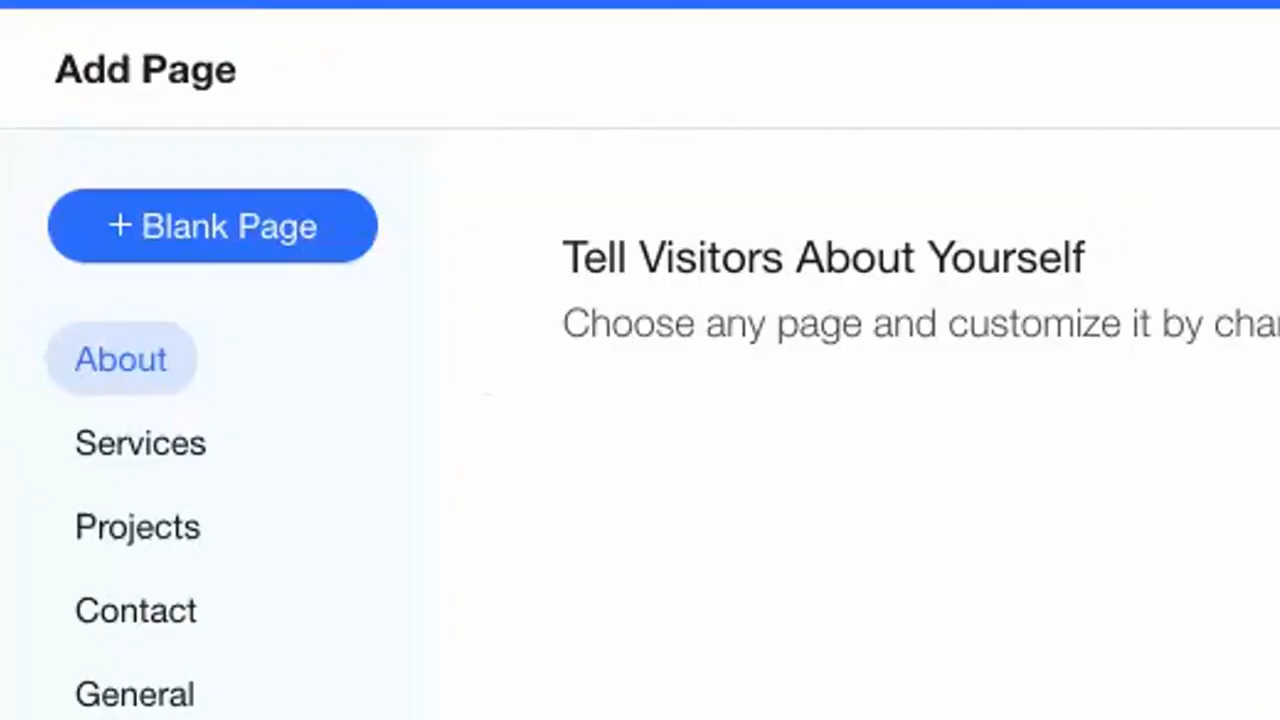 Add Page
+ Blank Page
About
Services
Projects
Contact
General
Tell Visitors About Yourself
Choose any page and customize it by